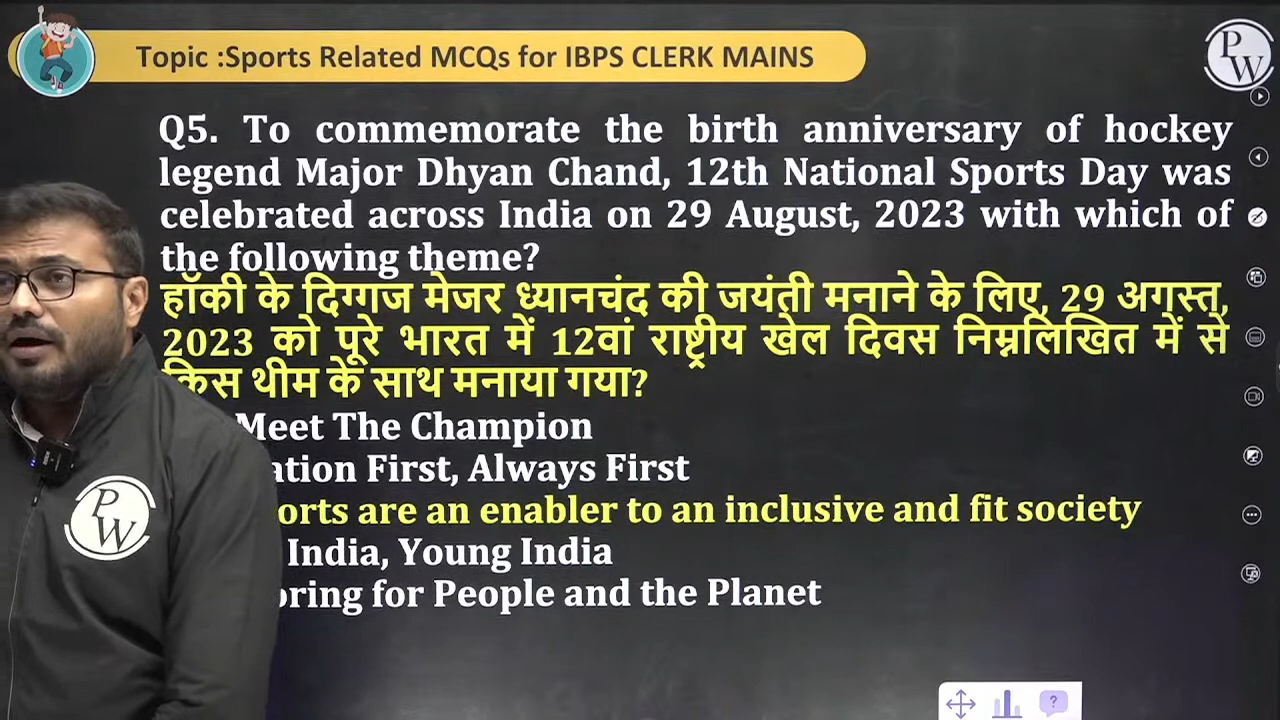 Topic :Sports Related MCQs for IBPS CLERK MAINS
PW
Q5. To commemorate the birth anniversary of hockey
legend Major Dhyan Chand, 12th National Sports Day was
celebrated across India on 29 August, 2023 with which of
the following theme?
हॉकी के दिग्गज मेजर ध्यानचंद की जयंती मनाने के लिए, 29 अगस्त,
2023 को पूरे भारत में 12वां राष्ट्रीय खेल दिवस निम्नलिखित में से
किस थीम के साथ मनाया गया?
Meet The Champion
First, Always First
are an enabler to an inclusive and fit society
India, Young India
for People and the Planet
PW
?